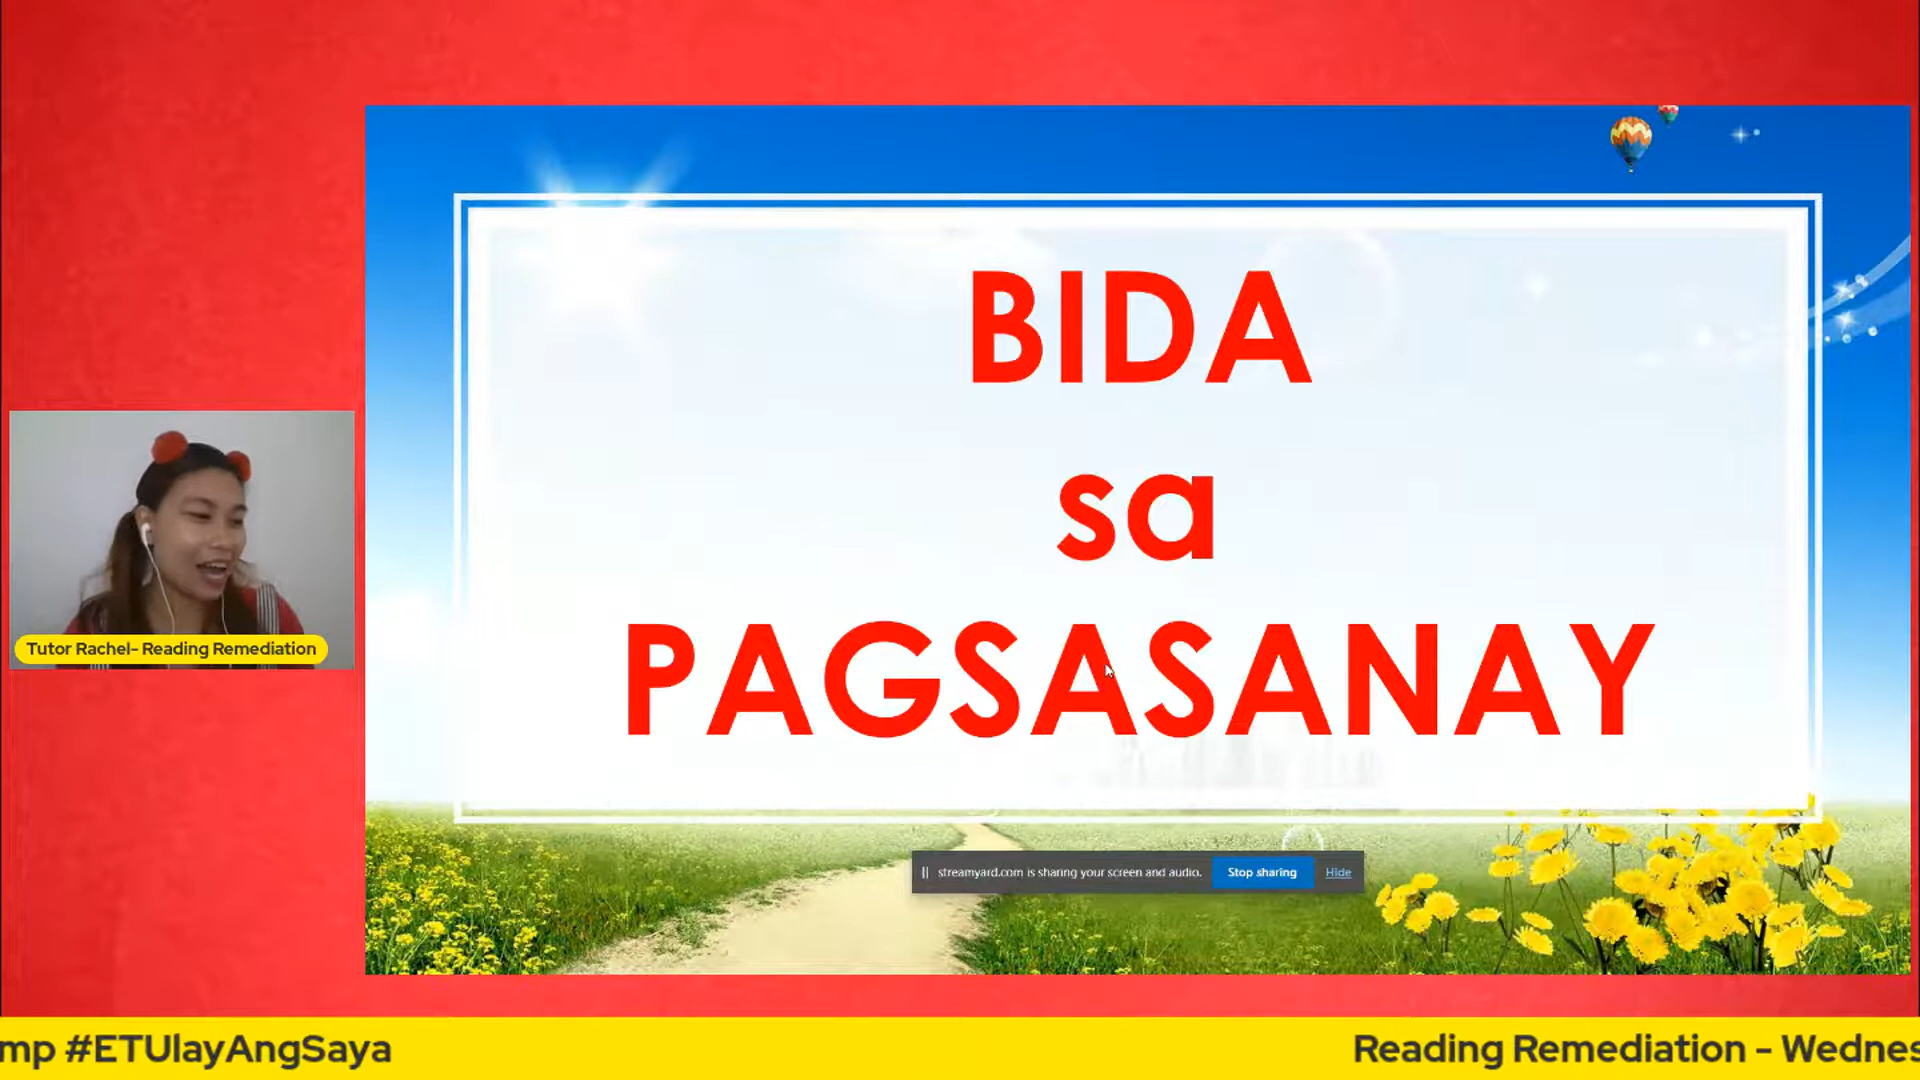 BIDA
sa
PAGSASANAY
Tutor Rachel- Reading Remediation
streamyard.com is sharing your screen and audio. Stop sharing Hide
mp #ETUlayAngSaya Reading Remediation - Wednes